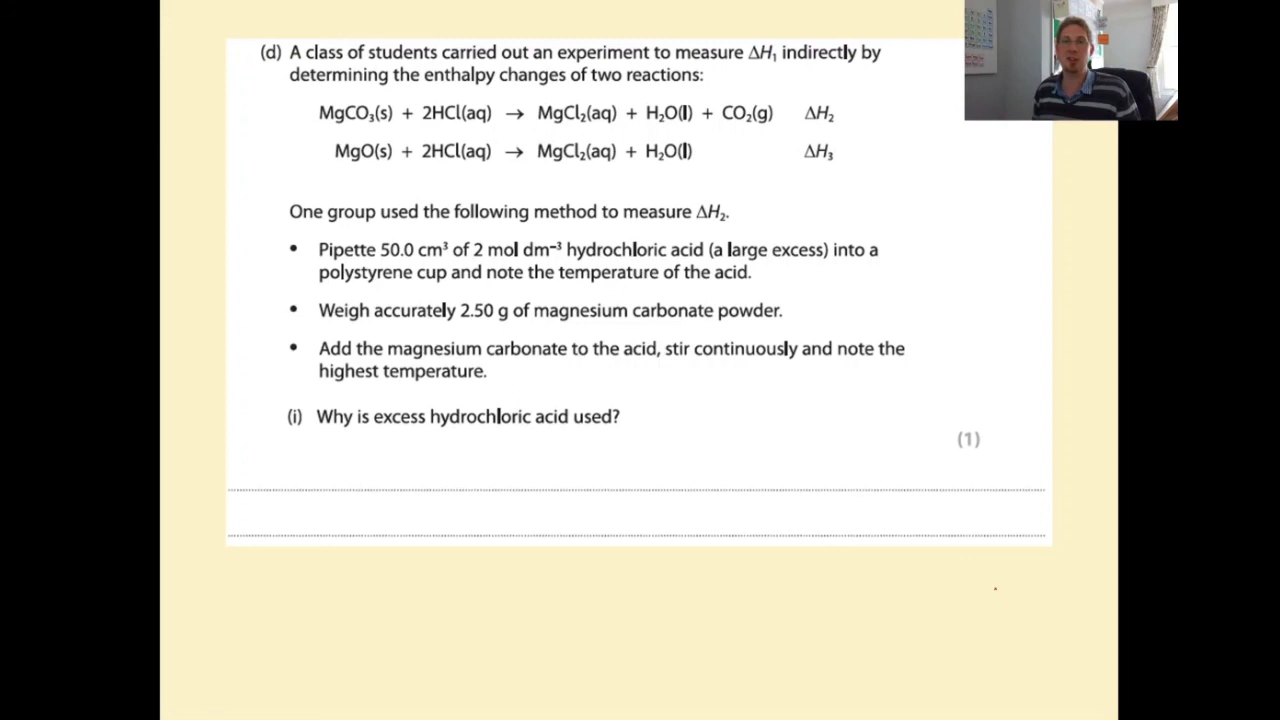 (d) A class of students carried out an experiment to measure ΔH₁ indirectly by
determining the enthalpy changes of two reactions:
MgCO₃(s) + 2HCl(aq) → MgCl₂(aq) + H₂O(l) + CO₂(g) ΔH₂
MgO(s) + 2HCl(aq) → MgCl₂(aq) + H₂O(l) ΔH₃
One group used the following method to measure ΔH₂.
• Pipette 50.0 cm³ of 2 mol dm⁻³ hydrochloric acid (a large excess) into a
polystyrene cup and note the temperature of the acid.
• Weigh accurately 2.50 g of magnesium carbonate powder.
• Add the magnesium carbonate to the acid, stir continuously and note the
highest temperature.
(i) Why is excess hydrochloric acid used?
(1)